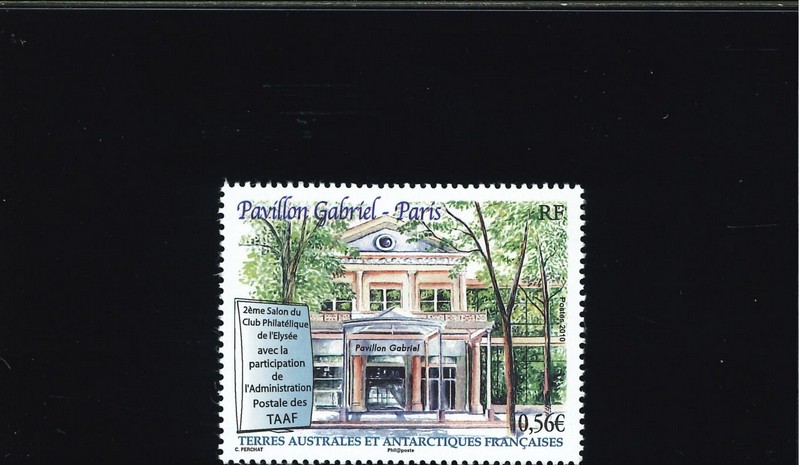 Pavillon Gabriel - Paris
RF
2ème Salon du
Club Philatélique
de l'Elysée
avec la
participation
de
l'Administration
Postale des
TAAF
Pavillon Gabriel
Postes 2010
0,56€
TERRES AUSTRALES ET ANTARCTIQUES FRANÇAISES
C. PERCHAT
Phil@poste